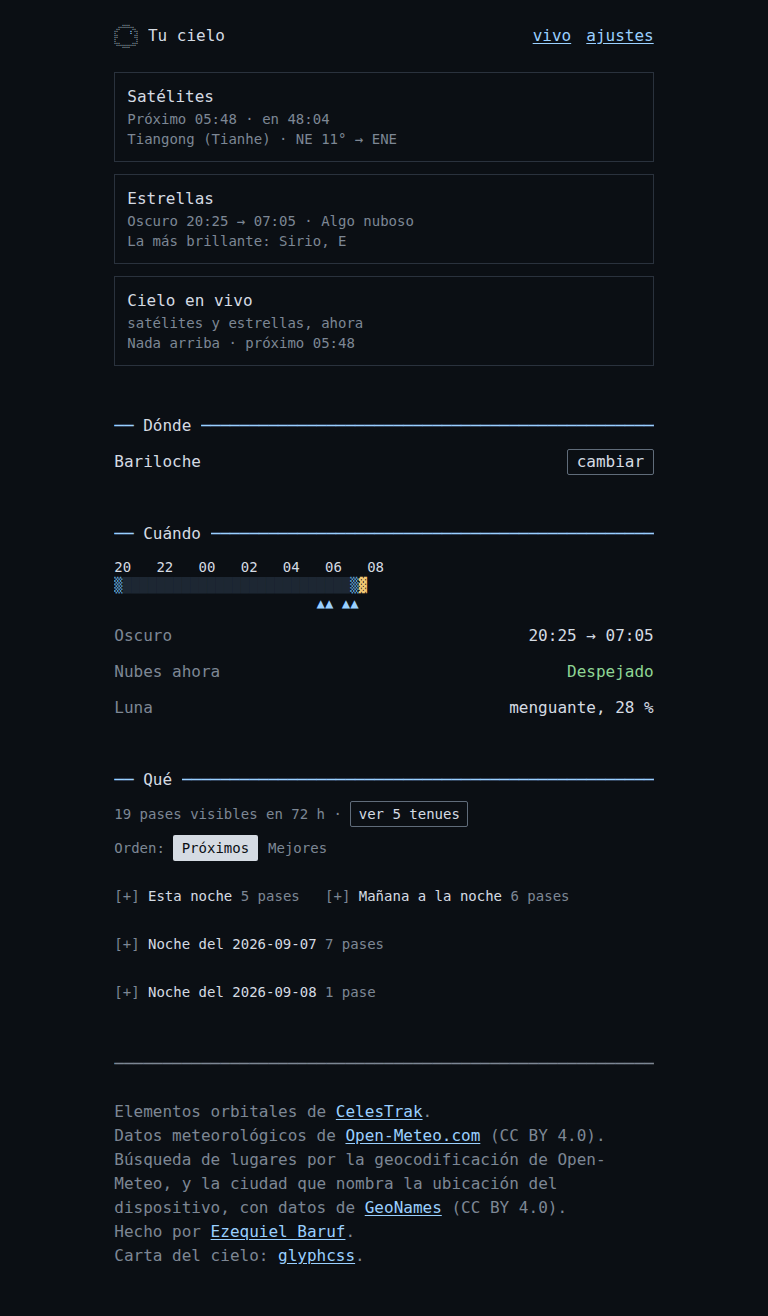 Tu cielo vivo ajustes
Satélites
Próximo 05:48 · en 48:04
Tiangong (Tianhe) · NE 11° → ENE
Estrellas
Oscuro 20:25 → 07:05 · Algo nuboso
La más brillante: Sirio, E
Cielo en vivo
satélites y estrellas, ahora
Nada arriba · próximo 05:48
Dónde
Bariloche cambiar
Cuándo
20 22 00 02 04 06 08
▲▲ ▲▲
Oscuro 20:25 → 07:05
Nubes ahora Despejado
Luna menguante, 28 %
Qué
19 pases visibles en 72 h · ver 5 tenues
Orden: Próximos Mejores
[+] Esta noche 5 pases [+] Mañana a la noche 6 pases
[+] Noche del 2026-09-07 7 pases
[+] Noche del 2026-09-08 1 pase
Elementos orbitales de CelesTrak.
Datos meteorológicos de Open-Meteo.com (CC BY 4.0).
Búsqueda de lugares por la geocodificación de Open-
Meteo, y la ciudad que nombra la ubicación del
dispositivo, con datos de GeoNames (CC BY 4.0).
Hecho por Ezequiel Baruf.
Carta del cielo: glyphcss.